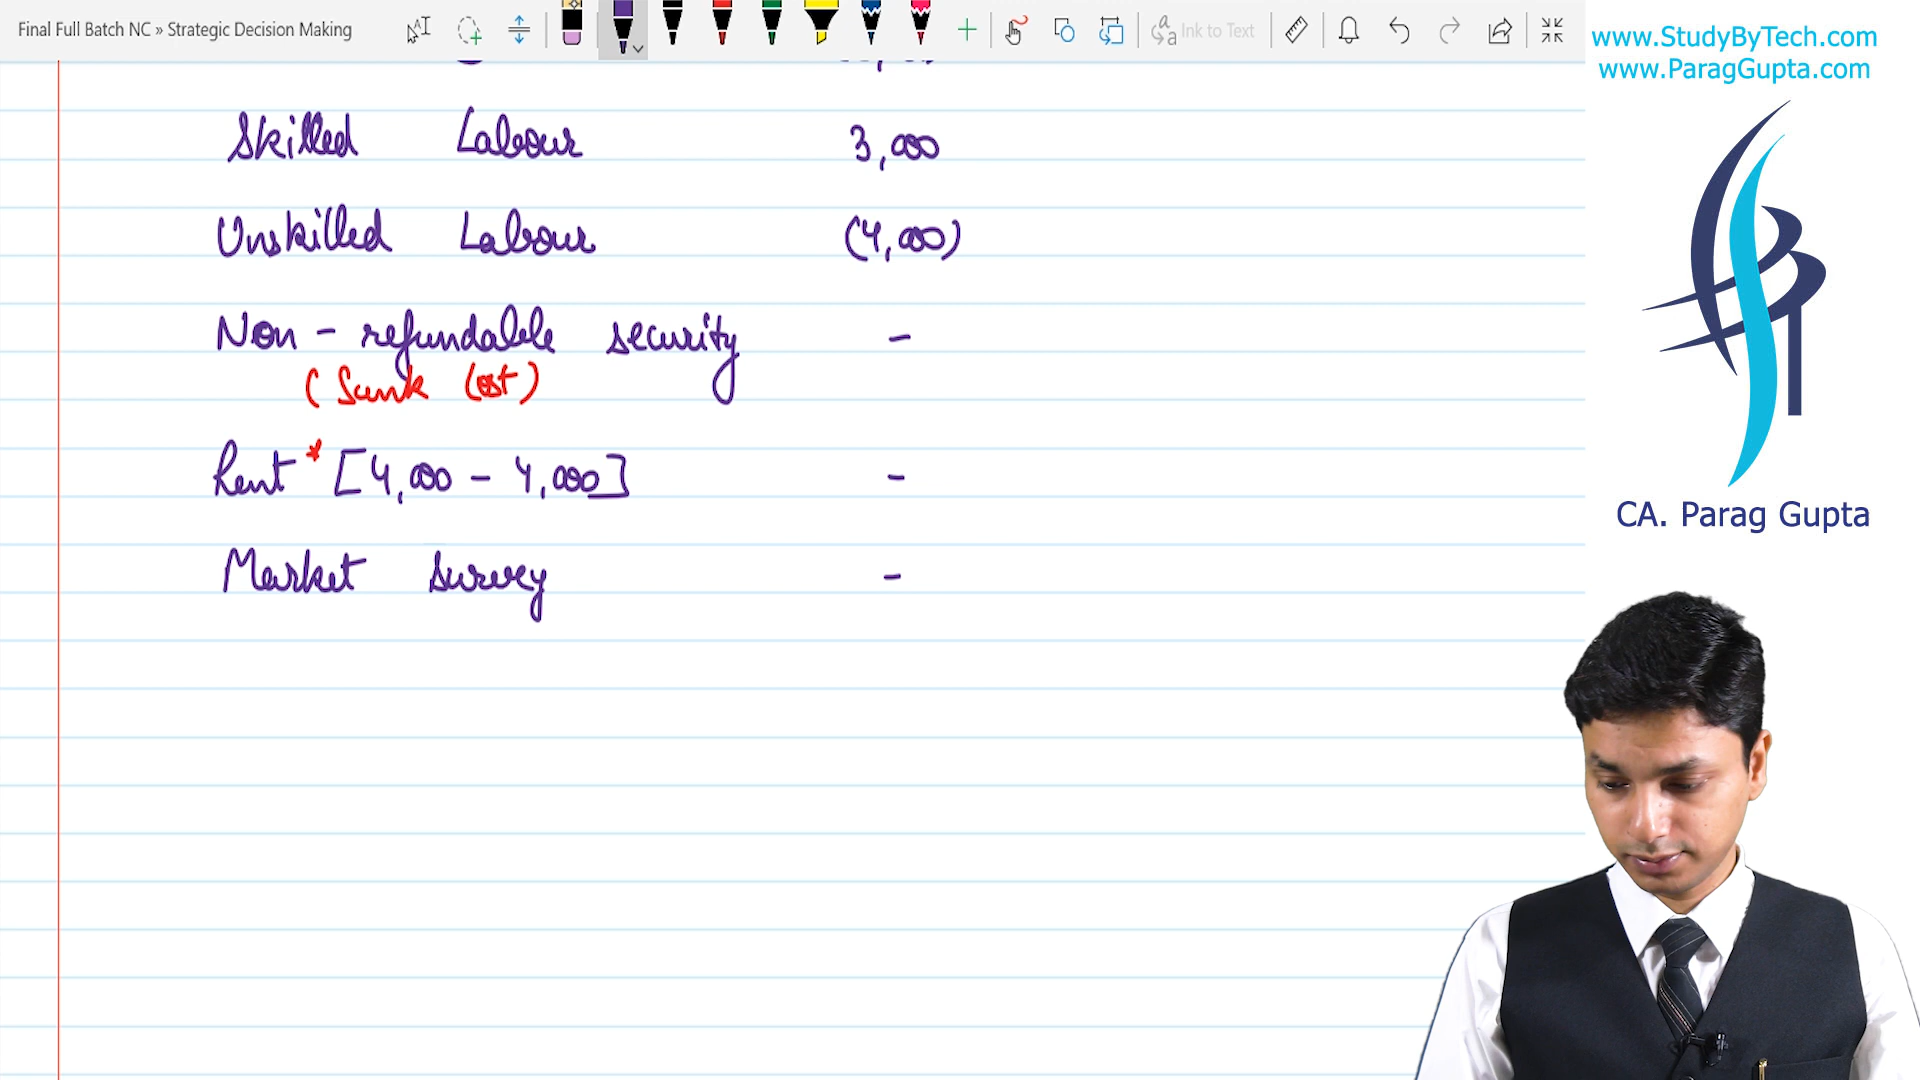 Final Full Batch NC » Strategic Decision Making
Ink to Text
www.StudyByTech.com
www.ParagGupta.com
Skilled Labour 3,000
Unskilled Labour (4,000)
Non - refundable security -
(Sunk Cost)
Rent * [4,000 - 4,000] -
Market Survey -
CA. Parag Gupta